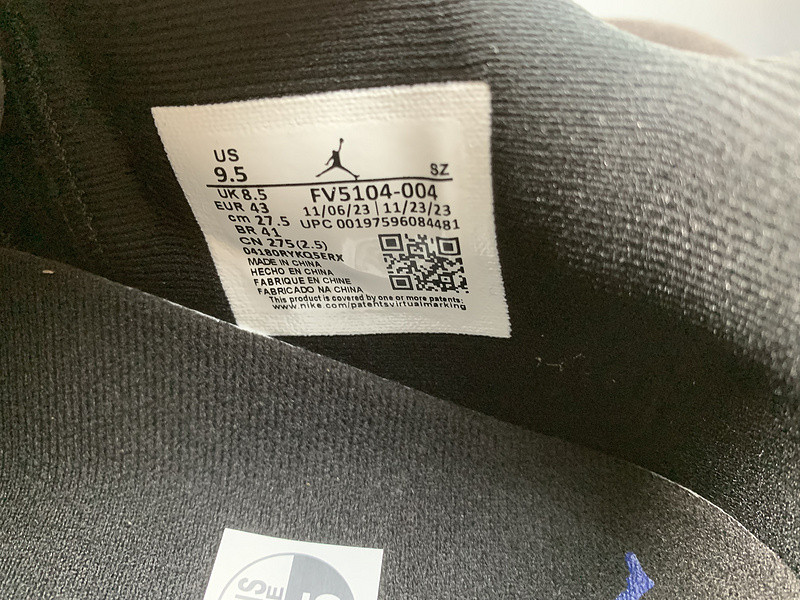 US
9.5
SZ
UK 8.5
FV5104-004
EUR 43
11/06/23 | 11/23/23
cm 27.5
UPC 00197596084481
BR 41
CN 275(2.5)
04180RYKQ5ERX
MADE IN CHINA
HECHO EN CHINA
FABRIQUE EN CHINE
FABRICADO NA CHINA
This product is covered by one or more patents:
www.nike.com/patentsvirtualmarking